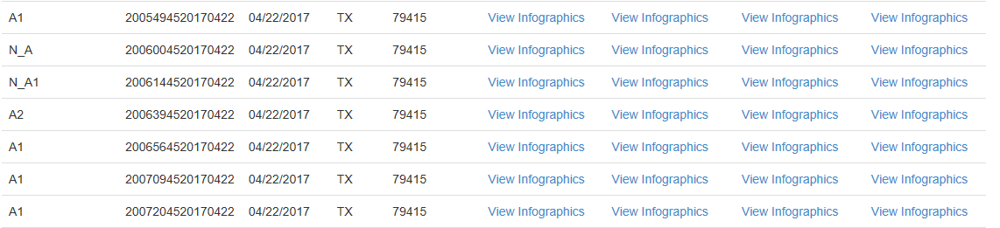 A1 2005494520170422 04/22/2017 TX 79415 View Infographics View Infographics View Infographics View Infographics
N_A 2006004520170422 04/22/2017 TX 79415 View Infographics View Infographics View Infographics View Infographics
N_A1 2006144520170422 04/22/2017 TX 79415 View Infographics View Infographics View Infographics View Infographics
A2 2006394520170422 04/22/2017 TX 79415 View Infographics View Infographics View Infographics View Infographics
A1 2006564520170422 04/22/2017 TX 79415 View Infographics View Infographics View Infographics View Infographics
A1 2007094520170422 04/22/2017 TX 79415 View Infographics View Infographics View Infographics View Infographics
A1 2007204520170422 04/22/2017 TX 79415 View Infographics View Infographics View Infographics View Infographics